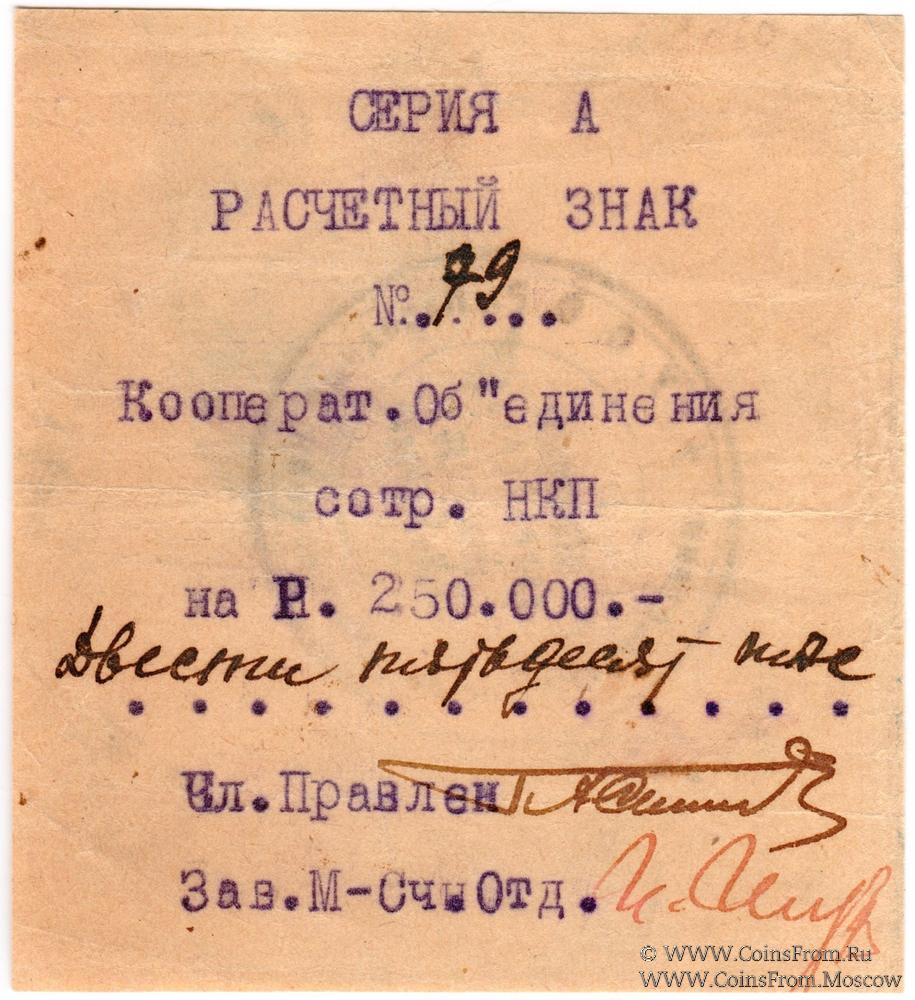 СЕРИЯ А
РАСЧЕТНЫЙ ЗНАК
№.79...
Кооперат.Об"единения
сотр. НКП
на Р. 250.000.-
Двести пятьдесят тыс
. . . . . . . . . . . . .
Чл.Правлен
Зав.М-Сч.Отд.
© WWW.CoinsFrom.Ru
WWW.CoinsFrom.Moscow